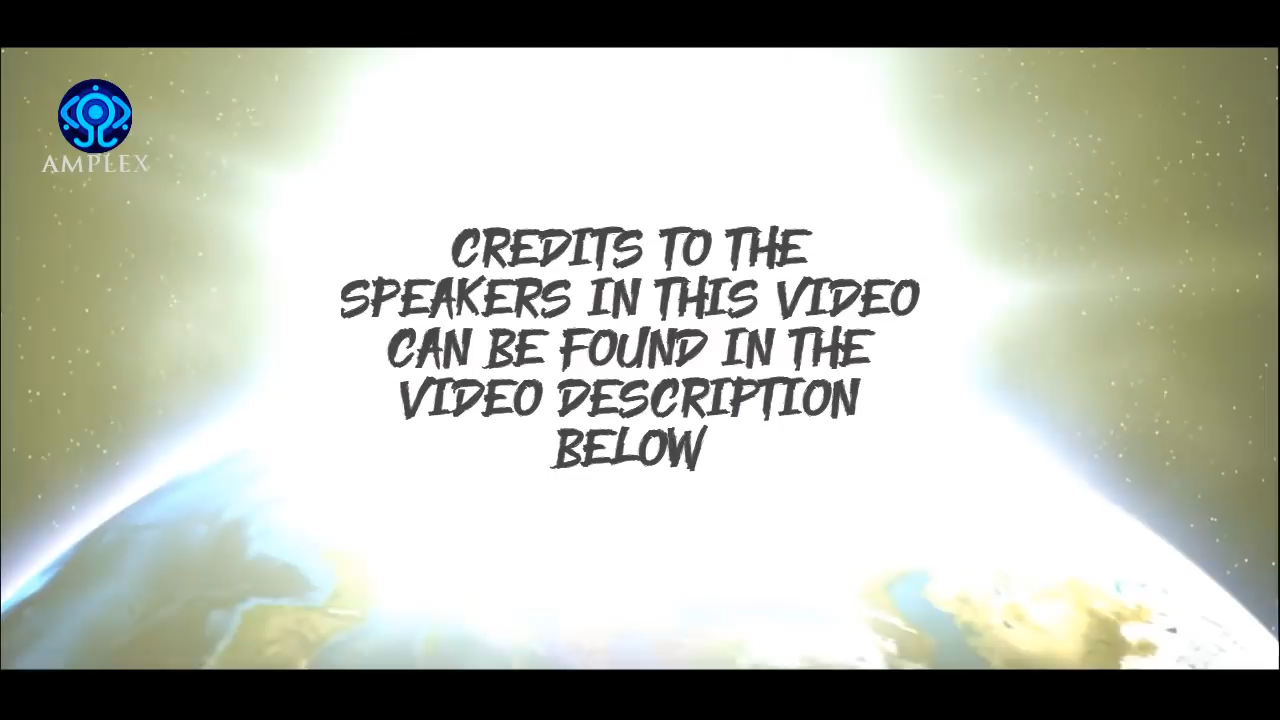 AMPLEX
CREDITS TO THE
SPEAKERS IN THIS VIDEO
CAN BE FOUND IN THE
VIDEO DESCRIPTION
BELOW